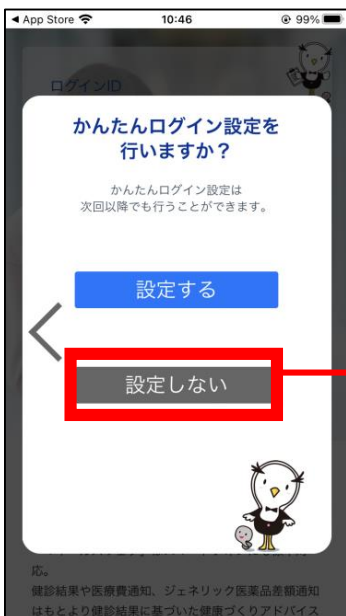 ◀ App Store
10:46
99%
ログインID
かんたんログイン設定を
行いますか？
かんたんログイン設定は
次回以降でも行うことができます。
設定する
設定しない
応。
健診結果や医療費通知、ジェネリック医薬品差額通知
はもとより健診結果に基づいた健康づくりアドバイス